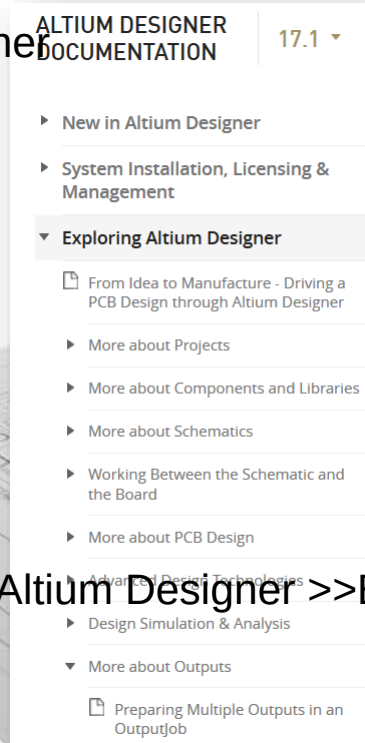 ALTIUM DESIGNER
DOCUMENTATION
17.1
New in Altium Designer
System Installation, Licensing &
Management
Exploring Altium Designer
From Idea to Manufacture - Driving a
PCB Design through Altium Designer
More about Projects
More about Components and Libraries
More about Schematics
Working Between the Schematic and
the Board
More about PCB Design
Advanced Design Technologies
Altium Designer >>
Design Simulation & Analysis
More about Outputs
Preparing Multiple Outputs in an
OutputJob